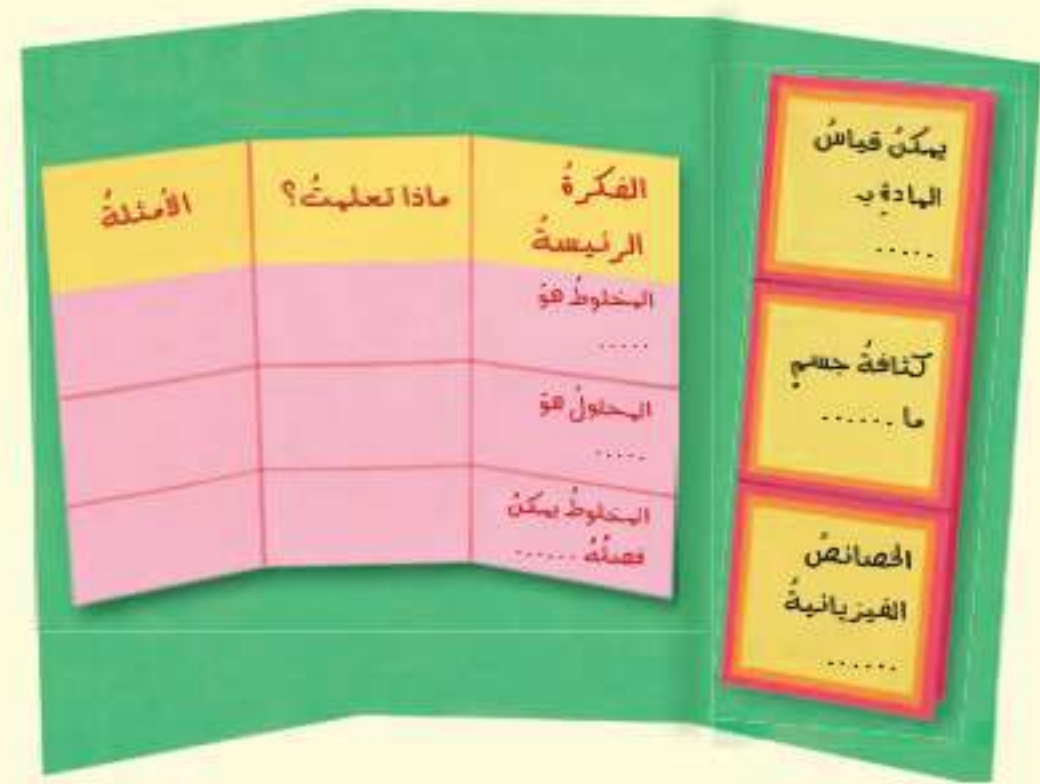 يمكنُ قياسُ
المادةِ بـ
.....
كثافةُ جسمٍ
ما ......
الخصائصُ
الفيزيائيةُ
......
الفكرةُ
الرئيسةُ
ماذا تعلمتُ؟
الأمثلةُ
المخلوطُ هوَ
.....
المحلولُ هوَ
.....
المخلوطُ يمكنُ
فصلُهُ ......